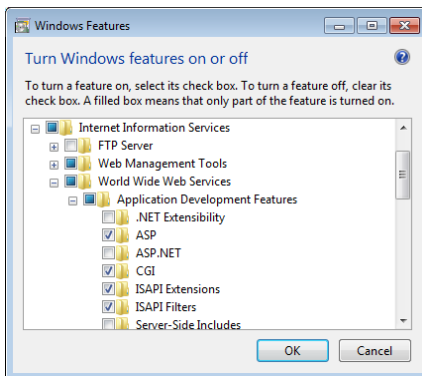 Windows Features
Turn Windows features on or off
To turn a feature on, select its check box. To turn a feature off, clear its
check box. A filled box means that only part of the feature is turned on.
Internet Information Services
FTP Server
Web Management Tools
World Wide Web Services
Application Development Features
.NET Extensibility
ASP
ASP.NET
CGI
ISAPI Extensions
ISAPI Filters
Server-Side Includes
OK Cancel